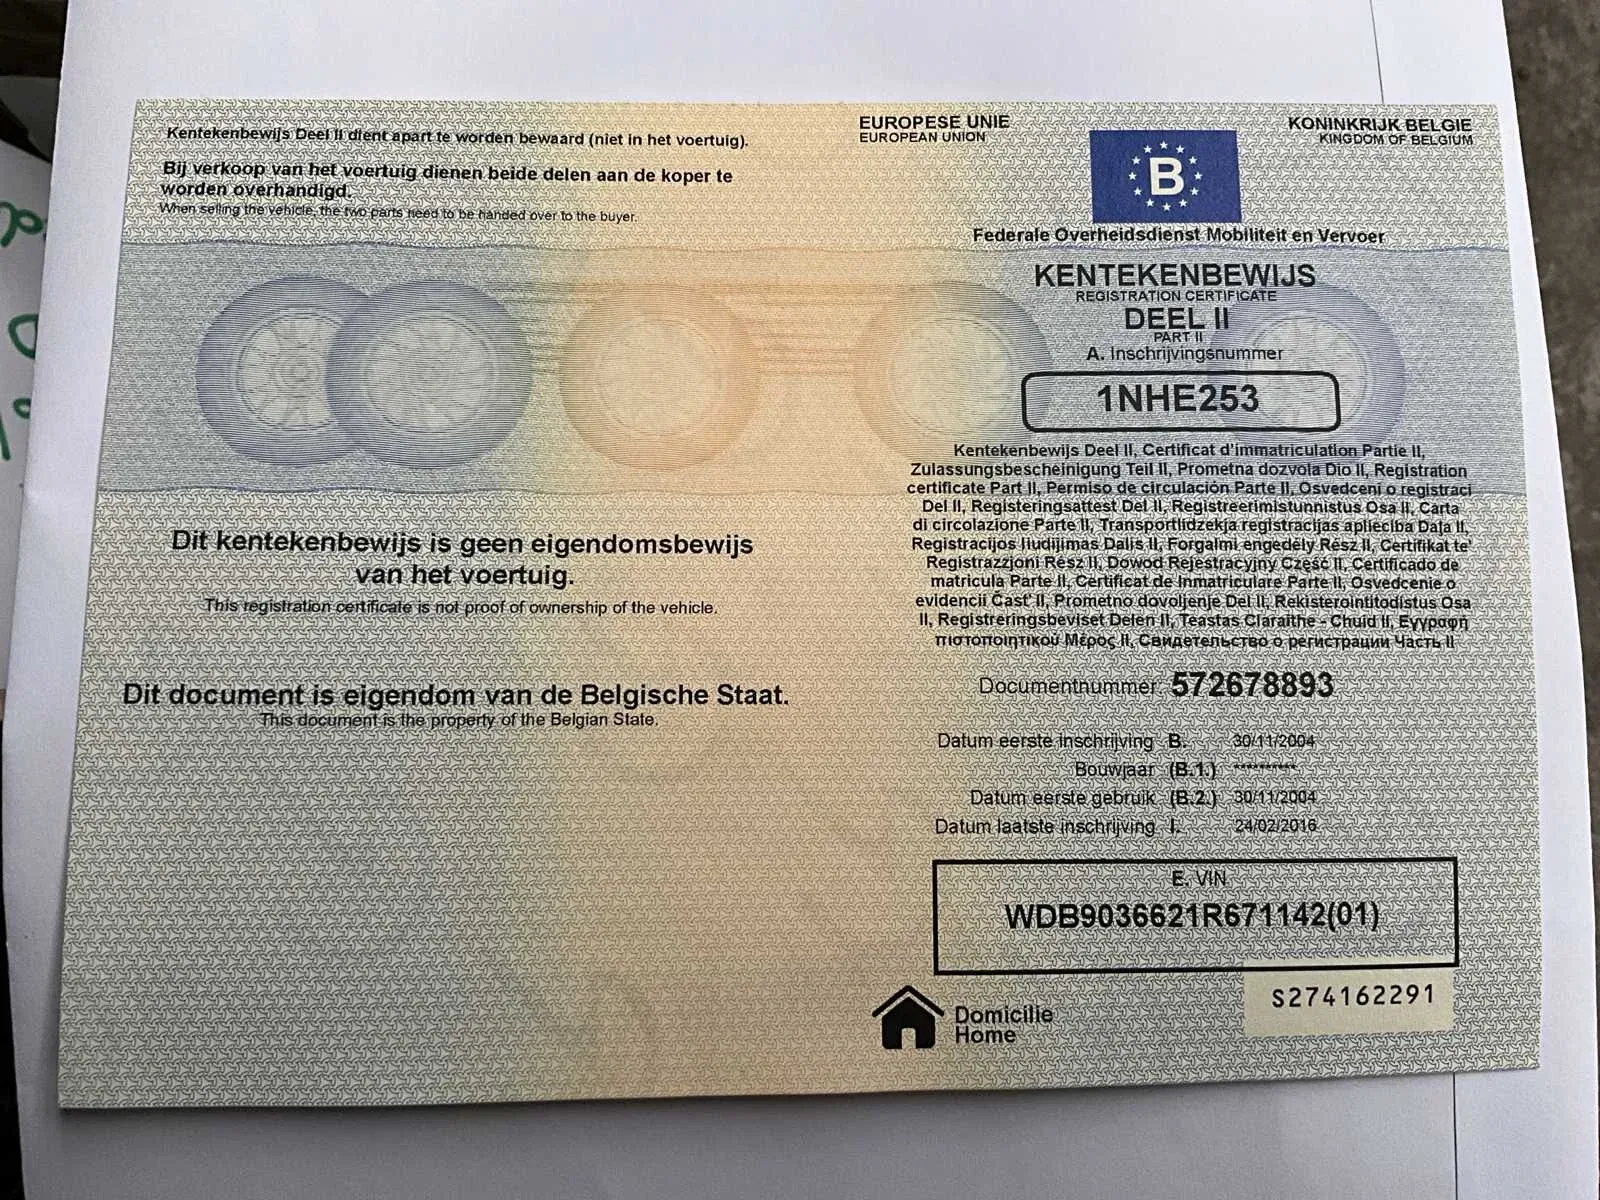 Kentekenbewijs Deel II dient apart te worden bewaard (niet in het voertuig).
Bij verkoop van het voertuig dienen beide delen aan de koper te
worden overhandigd.
When selling the vehicle, the two parts need to be handed over to the buyer.
Dit kentekenbewijs is geen eigendomsbewijs
van het voertuig.
This registration certificate is not proof of ownership of the vehicle.
Dit document is eigendom van de Belgische Staat.
This document is the property of the Belgian State.
EUROPESE UNIE
EUROPEAN UNION
KONINKRIJK BELGIE
KINGDOM OF BELGIUM
B
Federale Overheidsdienst Mobiliteit en Vervoer
KENTEKENBEWIJS
REGISTRATION CERTIFICATE
DEEL II
PART II
A. Inschrijvingsnummer
1NHE253
Kentekenbewijs Deel II, Certificat d'immatriculation Partie II,
Zulassungsbescheinigung Teil II, Prometna dozvola Dio II, Registration
certificate Part II, Permiso de circulación Parte II, Osvedceni o registraci
Del II, Registeringsattest Del II, Registreerimistunnistus Osa II, Carta
di circolazione Parte II, Transportlidzekja registracijas aplieciba Daļa II,
Registracijos liudijimas Dalis II, Forgalmi engedély Rész II, Certifikat te'
Registrazzjoni Rész II, Dowod Rejestracyjny Część II, Certificado de
matricula Parte II, Certificat de Inmatriculare Parte II, Osvedcenie o
evidencii Časť II, Prometno dovoljenje Del II, Rekisterointitodistus Osa
II, Registreringsbeviset Delen II, Teastas Claraithe - Chuid II, Εγγραφή
πιστοποιητικού Μέρος II, Свидетельство о регистрации Часть II
Documentnummer: 572678893
Datum eerste inschrijving B. 30/11/2004
Bouwjaar (B.1.) **********
Datum eerste gebruik (B.2.) 30/11/2004
Datum laatste inschrijving I. 24/02/2016
E. VIN
WDB9036621R671142(01)
S274162291
Domicilie
Home